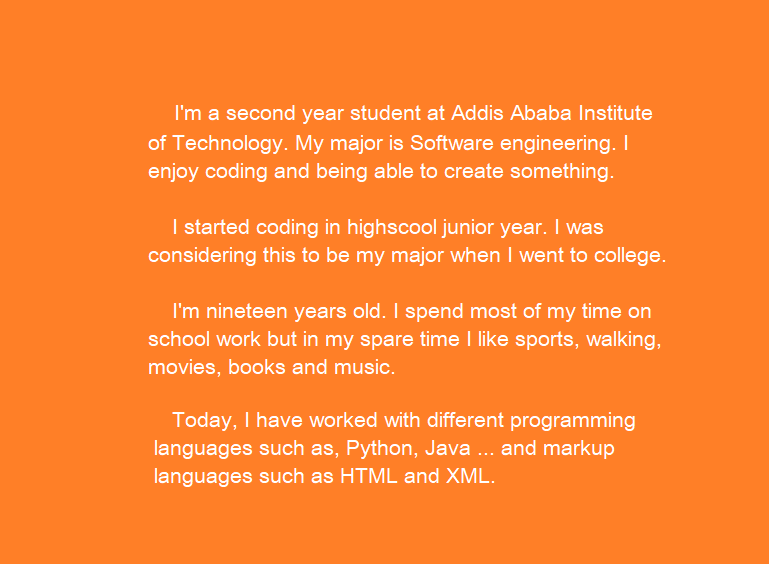 I'm a second year student at Addis Ababa Institute
of Technology. My major is Software engineering. I
enjoy coding and being able to create something.
I started coding in highscool junior year. I was
considering this to be my major when I went to college.
I'm nineteen years old. I spend most of my time on
school work but in my spare time I like sports, walking,
movies, books and music.
Today, I have worked with different programming
languages such as, Python, Java ... and markup
languages such as HTML and XML.